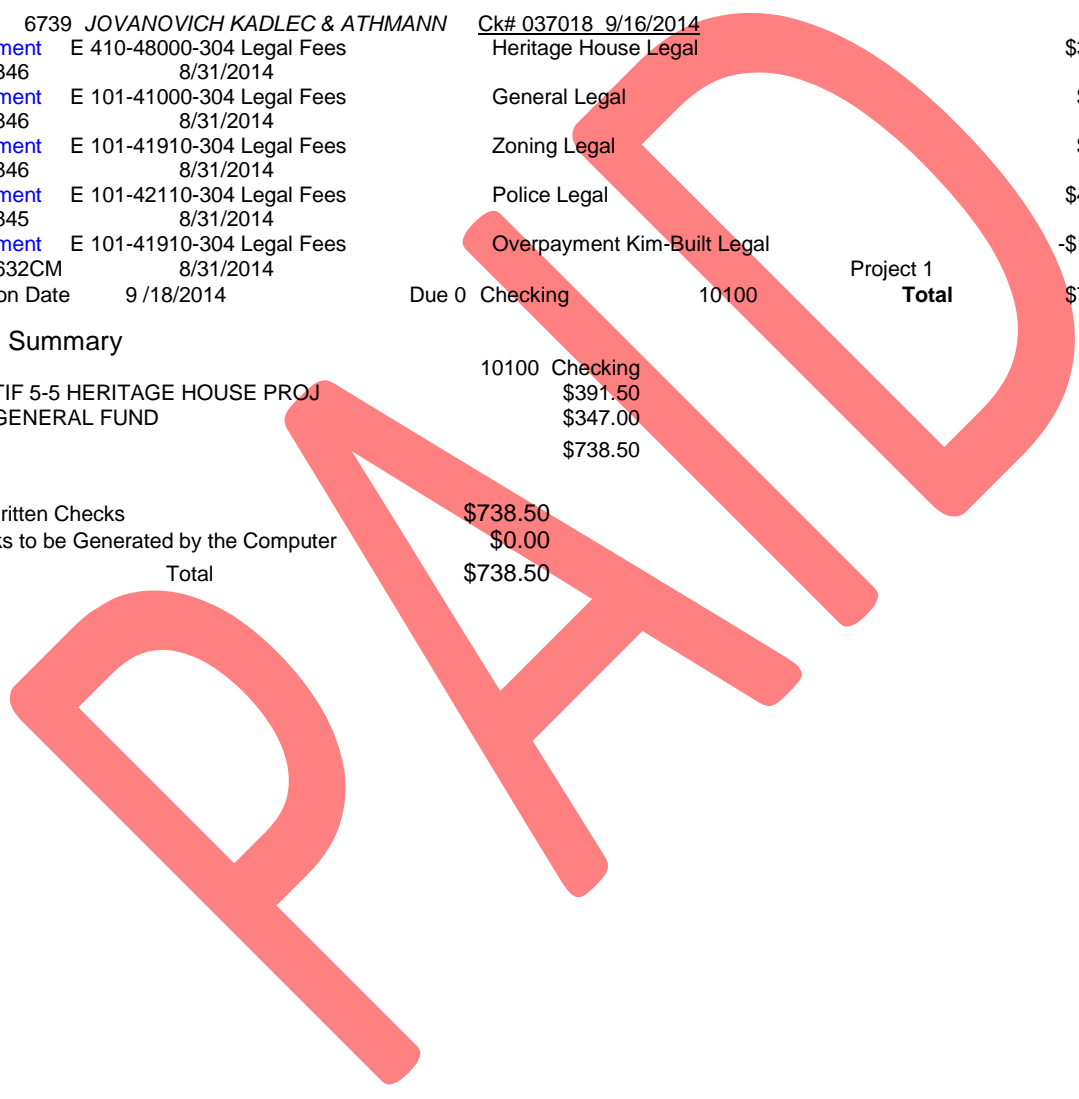 6739 JOVANOVICH KADLEC & ATHMANN Ck# 037018 9/16/2014
ment E 410-48000-304 Legal Fees Heritage House Legal $3
346 8/31/2014
ment E 101-41000-304 Legal Fees General Legal $
346 8/31/2014
ment E 101-41910-304 Legal Fees Zoning Legal $
346 8/31/2014
ment E 101-42110-304 Legal Fees Police Legal $4
345 8/31/2014
ment E 101-41910-304 Legal Fees Overpayment Kim-Built Legal -$
632CM 8/31/2014 Project 1
on Date 9 /18/2014 Due 0 Checking 10100 Total $7
Summary
10100 Checking
TIF 5-5 HERITAGE HOUSE PROJ $391.50
GENERAL FUND $347.00
$738.50
ritten Checks $738.50
ks to be Generated by the Computer $0.00
Total $738.50
PAID